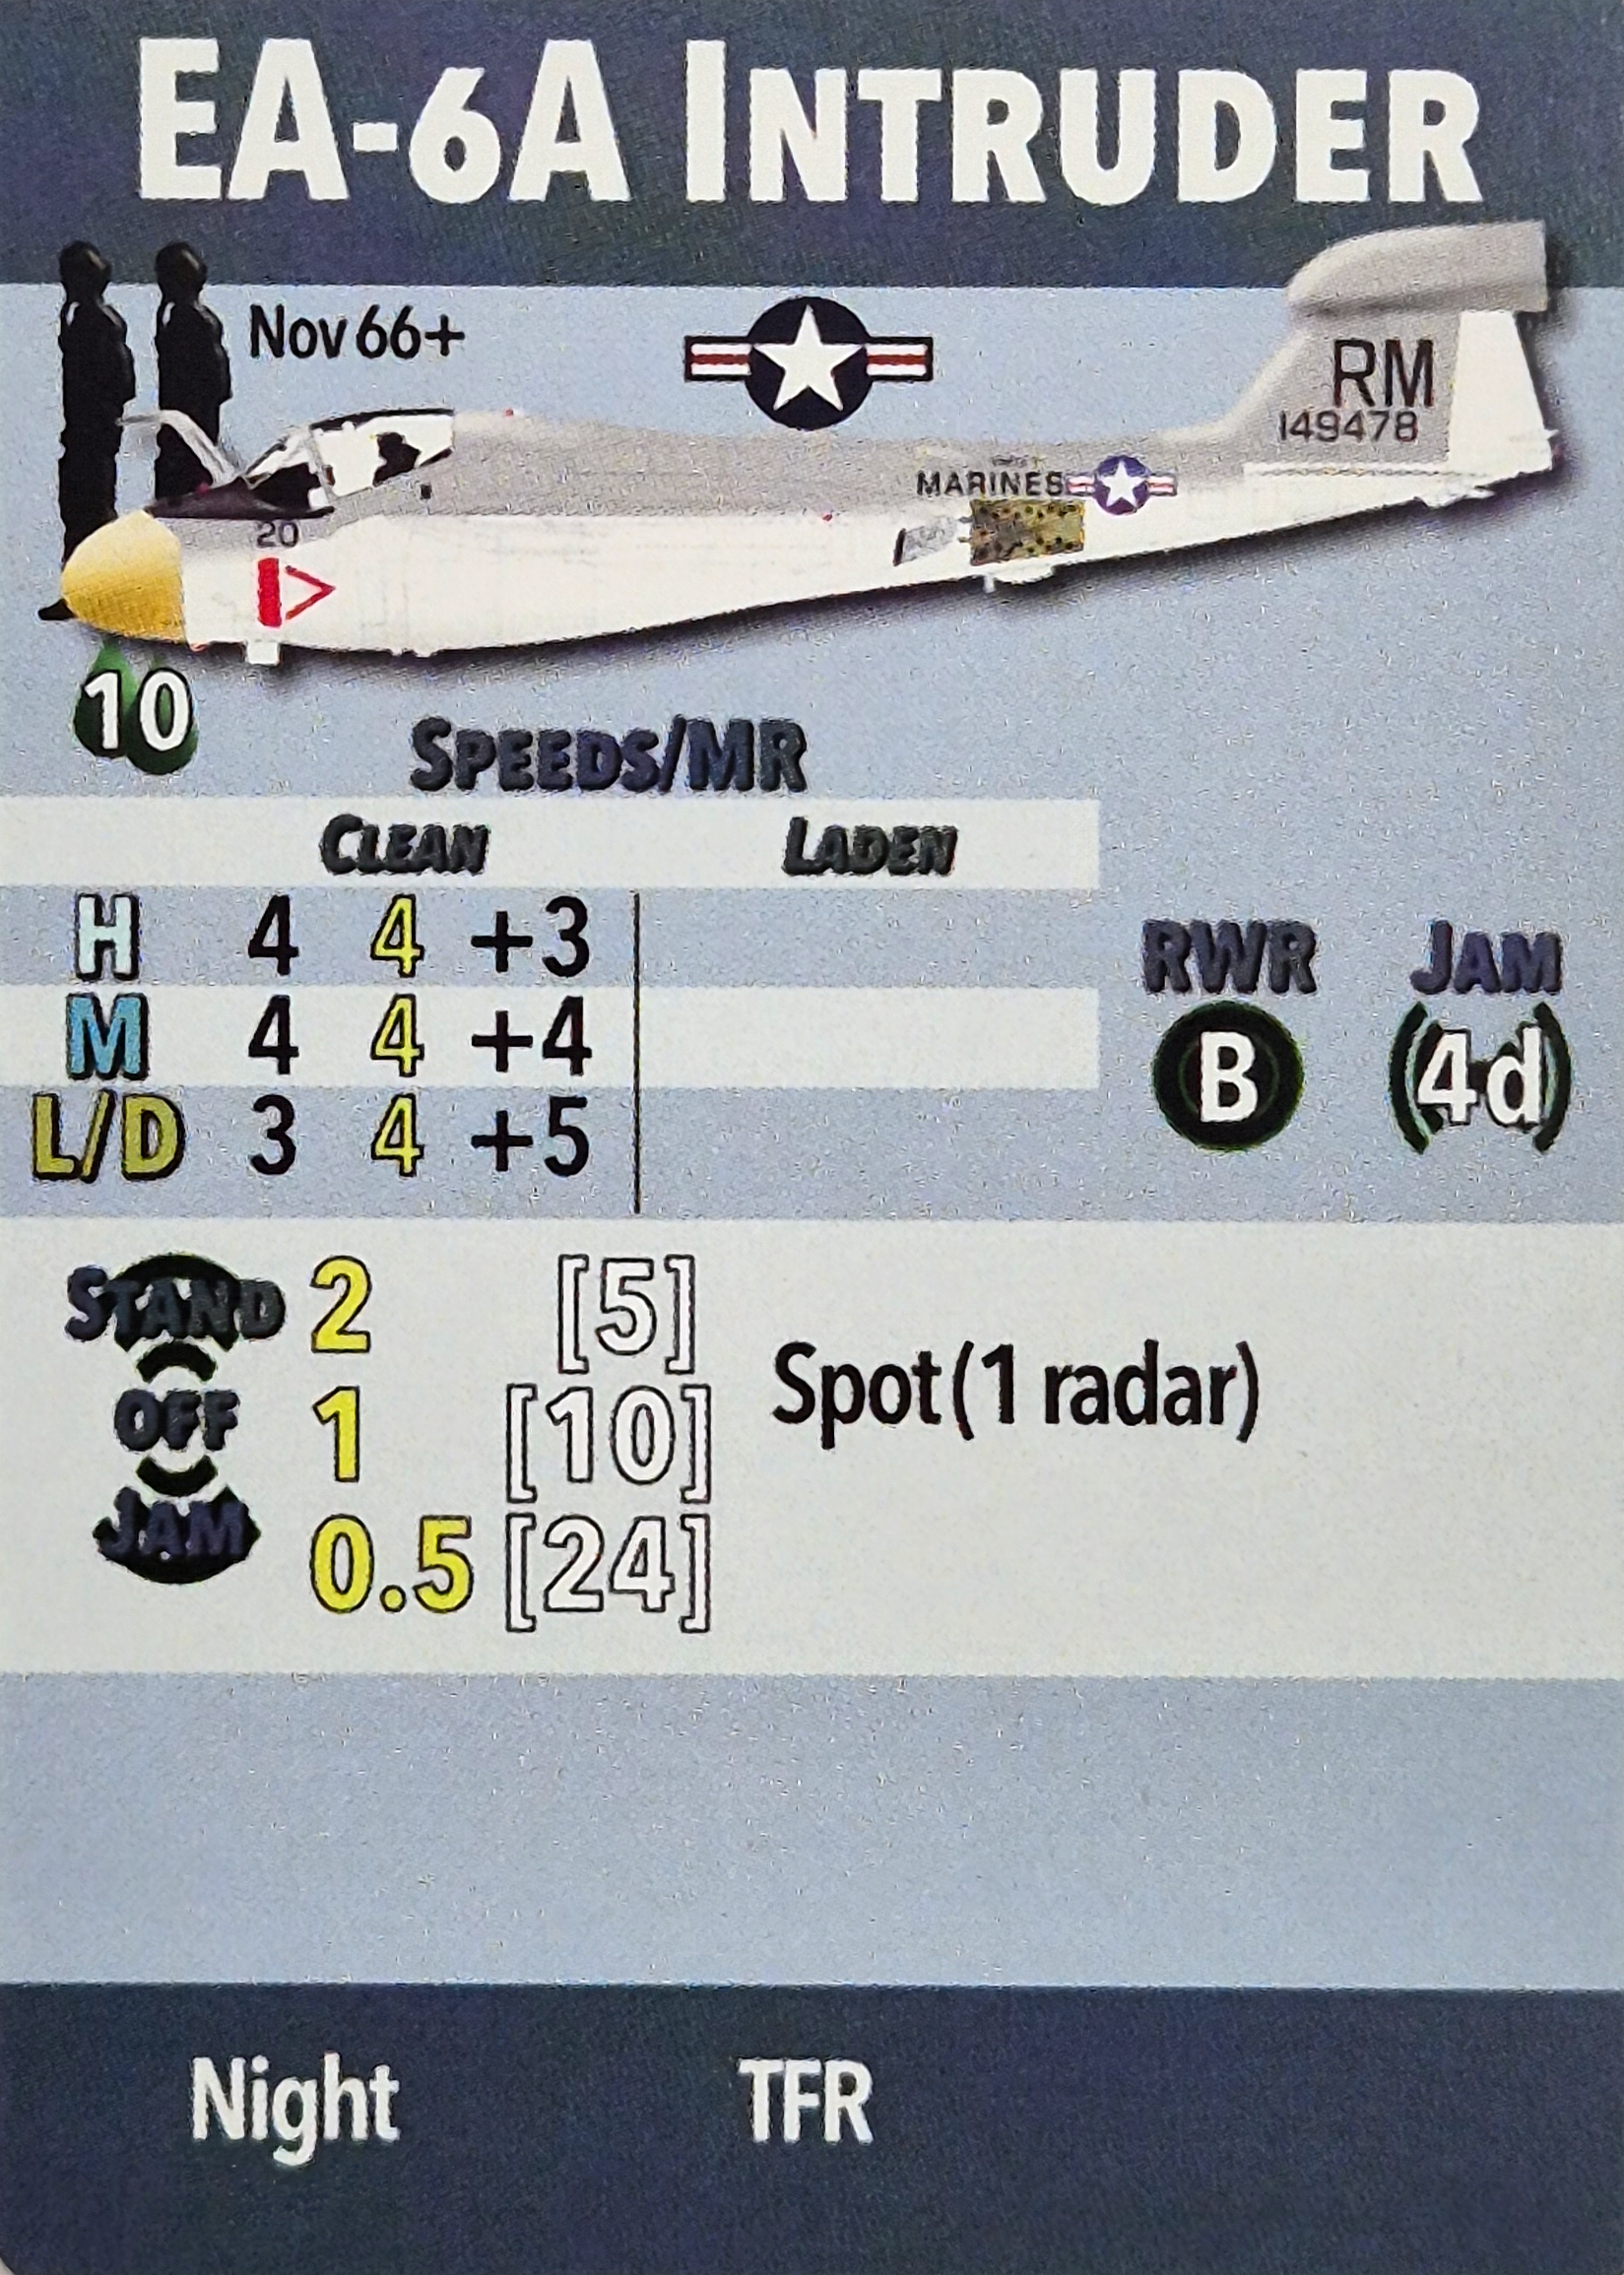 EA-6A INTRUDER
Nov 66+
RM
149478
MARINES
20
10
SPEEDS/MR
CLEAN LADEN
H 4 4 +3
M 4 4 +4
L/D 3 4 +5
RWR JAM
B (4d)
STAND 2 [5]
OFF 1 [10]
JAM 0.5 [24]
Spot (1 radar)
Night TFR